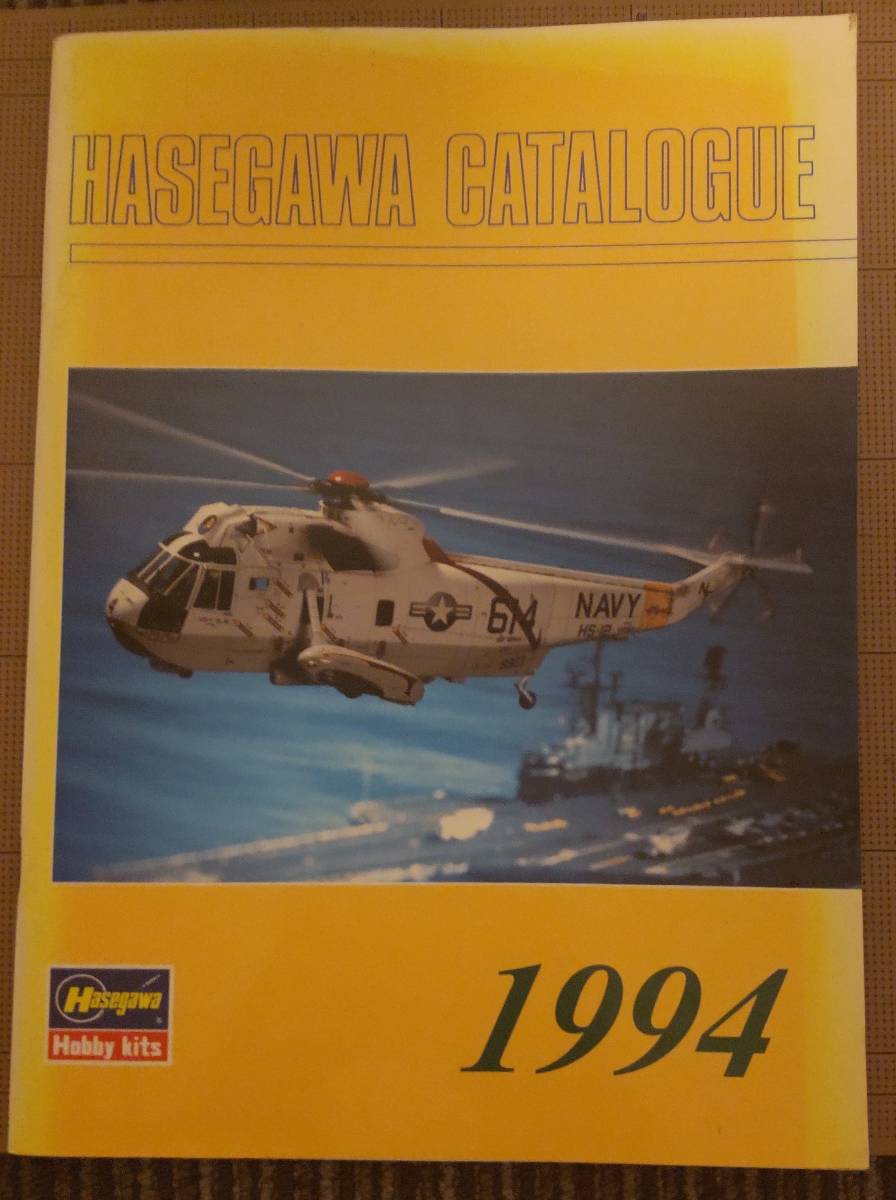 HASEGAWA CATALOGUE
614
NAVY
HS-12
N
Hasegawa
Hobby kits
1994